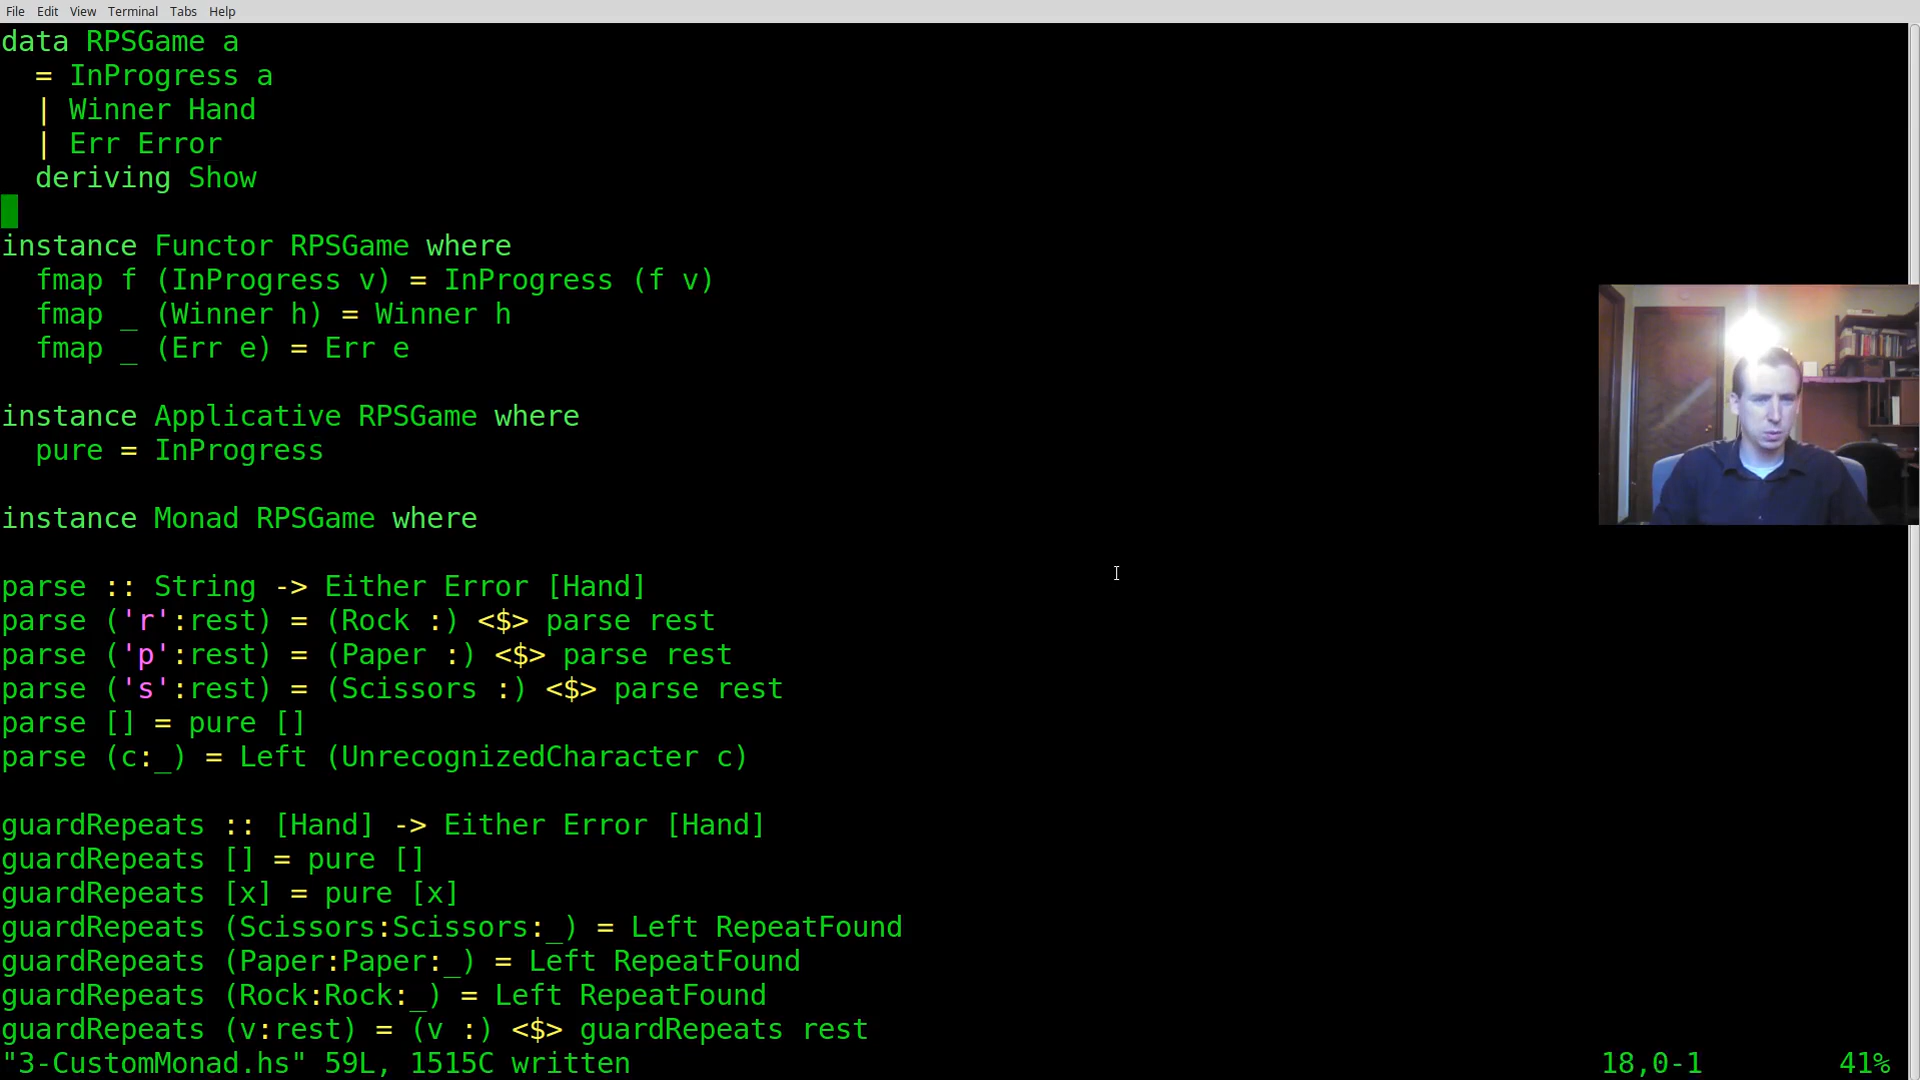 File Edit View Terminal Tabs Help
data RPSGame a
  = InProgress a
  | Winner Hand
  | Err Error
  deriving Show

instance Functor RPSGame where
  fmap f (InProgress v) = InProgress (f v)
  fmap _ (Winner h) = Winner h
  fmap _ (Err e) = Err e

instance Applicative RPSGame where
  pure = InProgress

instance Monad RPSGame where

parse :: String -> Either Error [Hand]
parse ('r':rest) = (Rock :) <$> parse rest
parse ('p':rest) = (Paper :) <$> parse rest
parse ('s':rest) = (Scissors :) <$> parse rest
parse [] = pure []
parse (c:_) = Left (UnrecognizedCharacter c)

guardRepeats :: [Hand] -> Either Error [Hand]
guardRepeats [] = pure []
guardRepeats [x] = pure [x]
guardRepeats (Scissors:Scissors:_) = Left RepeatFound
guardRepeats (Paper:Paper:_) = Left RepeatFound
guardRepeats (Rock:Rock:_) = Left RepeatFound
guardRepeats (v:rest) = (v :) <$> guardRepeats rest
"3-CustomMonad.hs" 59L, 1515C written 18,0-1 41%